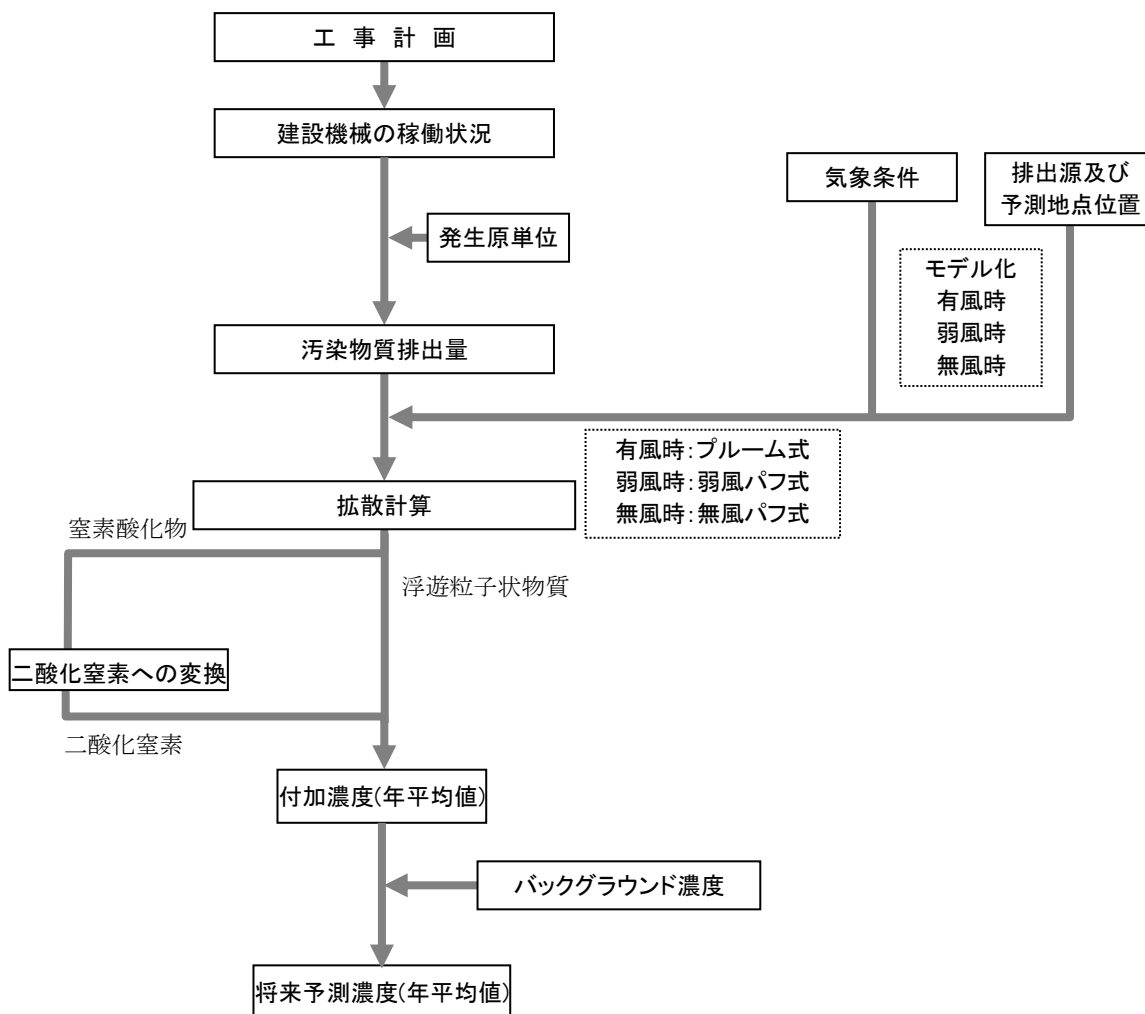 工 事 計 画
建設機械の稼働状況
気象条件
排出源及び
予測地点位置
発生原単位
モデル化
有風時
弱風時
無風時
汚染物質排出量
有風時:プルーム式
弱風時:弱風パフ式
無風時:無風パフ式
拡散計算
窒素酸化物
浮遊粒子状物質
二酸化窒素への変換
二酸化窒素
付加濃度(年平均値)
バックグラウンド濃度
将来予測濃度(年平均値)